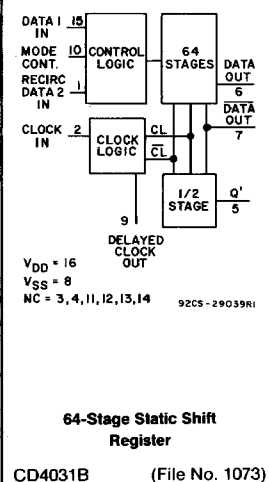 DATA 1 IN 15
MODE CONT. 10
RECIRC DATA 2 IN 1
CONTROL LOGIC
64 STAGES
DATA OUT 6
DATA OUT 7
CLOCK IN 2
CLOCK LOGIC
CL
CL
1/2 STAGE
Q' 5
9
DELAYED CLOCK OUT
VDD = 16
VSS = 8
NC = 3,4,11,12,13,14
92CS-29039RI
64-Stage Static Shift
Register
CD4031B (File No. 1073)